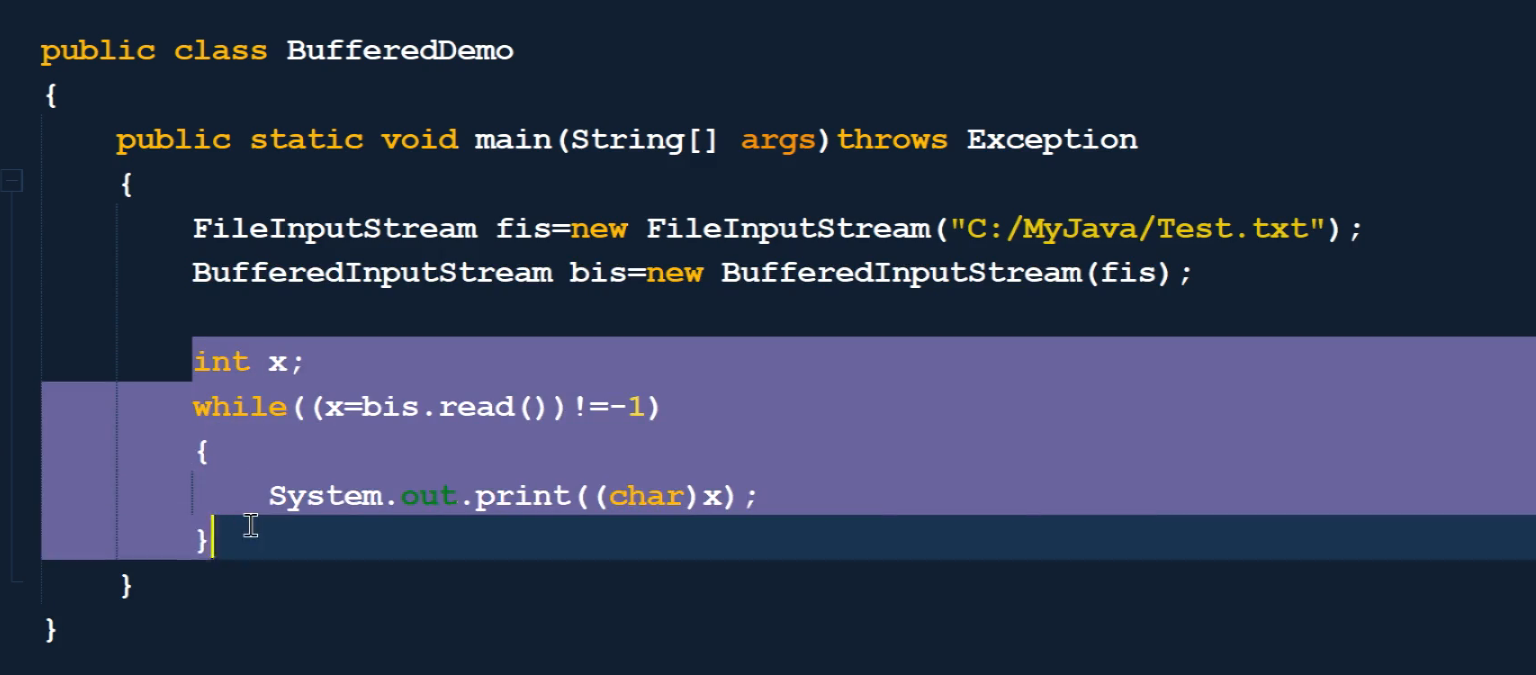 public class BufferedDemo
{
    public static void main(String[] args)throws Exception
    {
        FileInputStream fis=new FileInputStream("C:/MyJava/Test.txt");
        BufferedInputStream bis=new BufferedInputStream(fis);

        int x;
        while((x=bis.read())!=-1)
        {
            System.out.print((char)x);
        }
    }
}